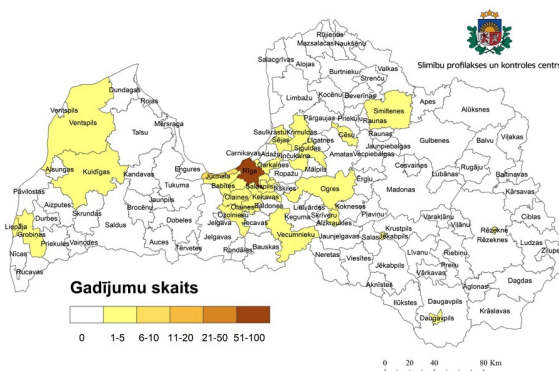 Slimību profilakses un kontroles centrs
Rūjienas
Mazsalacas Naukšēnu
Salacgrīvas Alojas
Burtnieku Valkas
Strenču
Limbažu Kocēnu Beverīnas
Smiltenes Apes Alūksnes
Pārgaujas Priekuļu Raunas
Dundagas
Rojas
Ventspils
Ventspils
Talsu
Mērsraga
Saulkrastu Krimuldas
Sējas
Līgatnes
Cēsu
Raunas
Jaunpiebalgas
Gulbenes
Balvu
Viļakas
Carnikavas Ādažu
Siguldas
Inčukalna
Amatas Vecpiebalgas
Alsungas
Kuldīgas
Kandavas
Engures
Tukuma
Jūrmala
Rīga
Garkalnes
Ropažu
Mālpils
Cesvaines
Rugāju
Baltinavas
Lubānas
Kārsavas
Pāvilostas
Aizputes
Skrundas
Saldus
Brocēnu
Jaunpils
Dobeles
Babītes
Salaspils
Ikšķiles
Ogres
Ērgļu
Madonas
Olaines
Ķekavas
Baldones
Lielvārdes
Ķeguma
Skrīveru
Kokneses
Aizkraukles
Pļaviņu
Varakļānu
Viļānu
Rēzeknes
Rēzeknes
Ciblas
Ludzas
Zilupes
Durbes
Liepāja
Grobiņas
Priekules
Vaiņodes
Nīcas
Rucavas
Auces
Tērvetes
Ozolnieku
Jelgava
Jelgavas
Iecavas
Rundāles
Bauskas
Vecumnieku
Jaunjelgavas
Neretas
Salas
Krustpils
Jēkabpils
Jēkabpils
Viesītes
Līvānu
Riebiņu
Preiļu
Vārkavas
Aknīstes
Ilūkstes
Aglonas
Dagdas
Daugavpils
Daugavpils
Krāslavas
Gadījumu skaits
0 1-5 6-10 11-20 21-50 51-100
0 20 40 80 Km